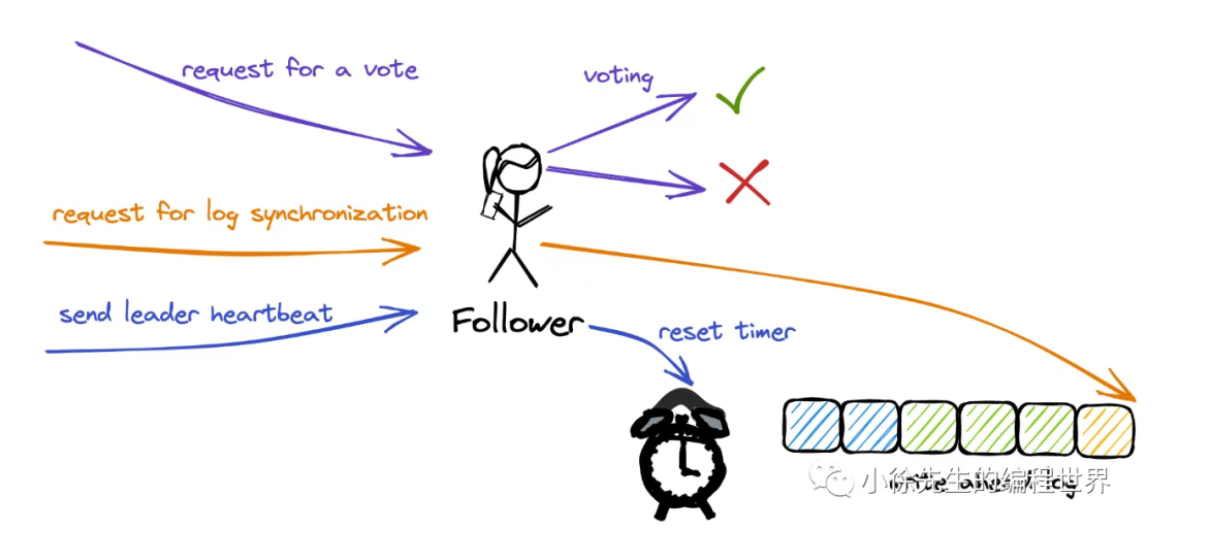 request for a vote
voting
request for log synchronization
send leader heartbeat
Follower
reset timer
小徐先生的编程世界